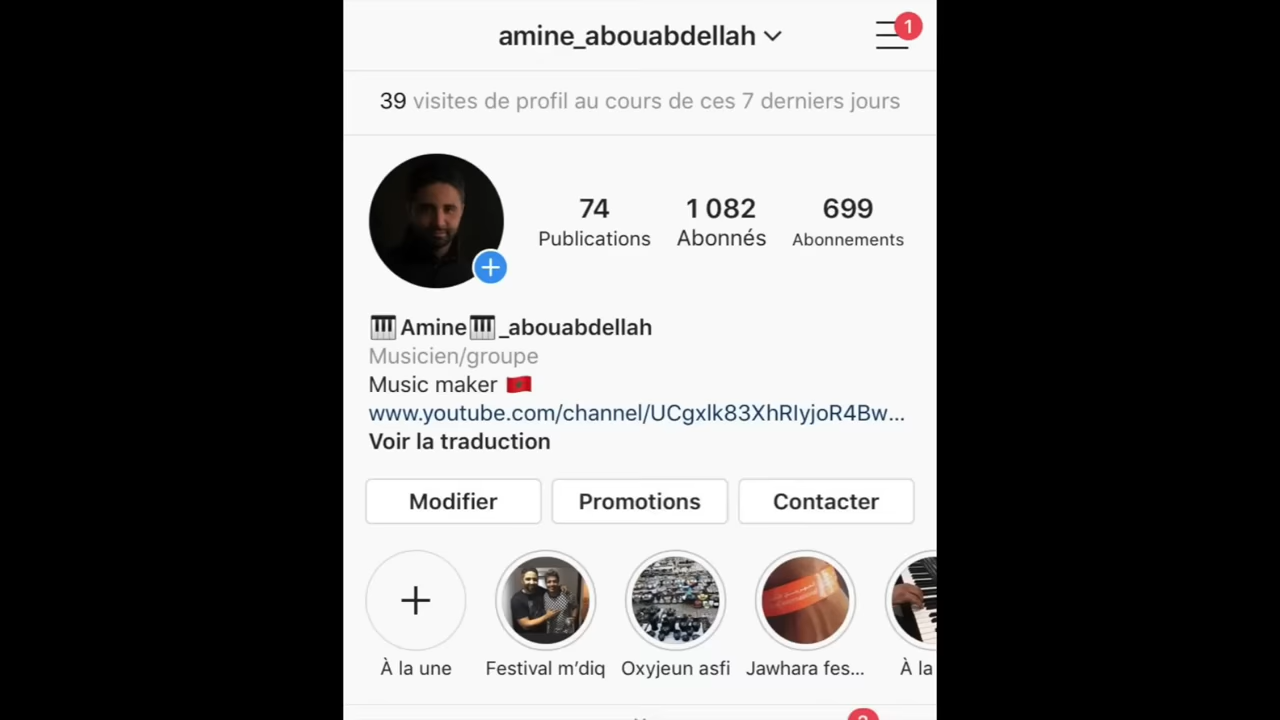 amine_abouabdellah
1
39 visites de profil au cours de ces 7 derniers jours
74 1 082 699
Publications Abonnés Abonnements
🎹Amine🎹_abouabdellah
Musicien/groupe
Music maker 🇲🇦
www.youtube.com/channel/UCgxlk83XhRIyjoR4Bw...
Voir la traduction
Modifier Promotions Contacter
À la une Festival m’diq Oxyjeun asfi Jawhara fes... À la